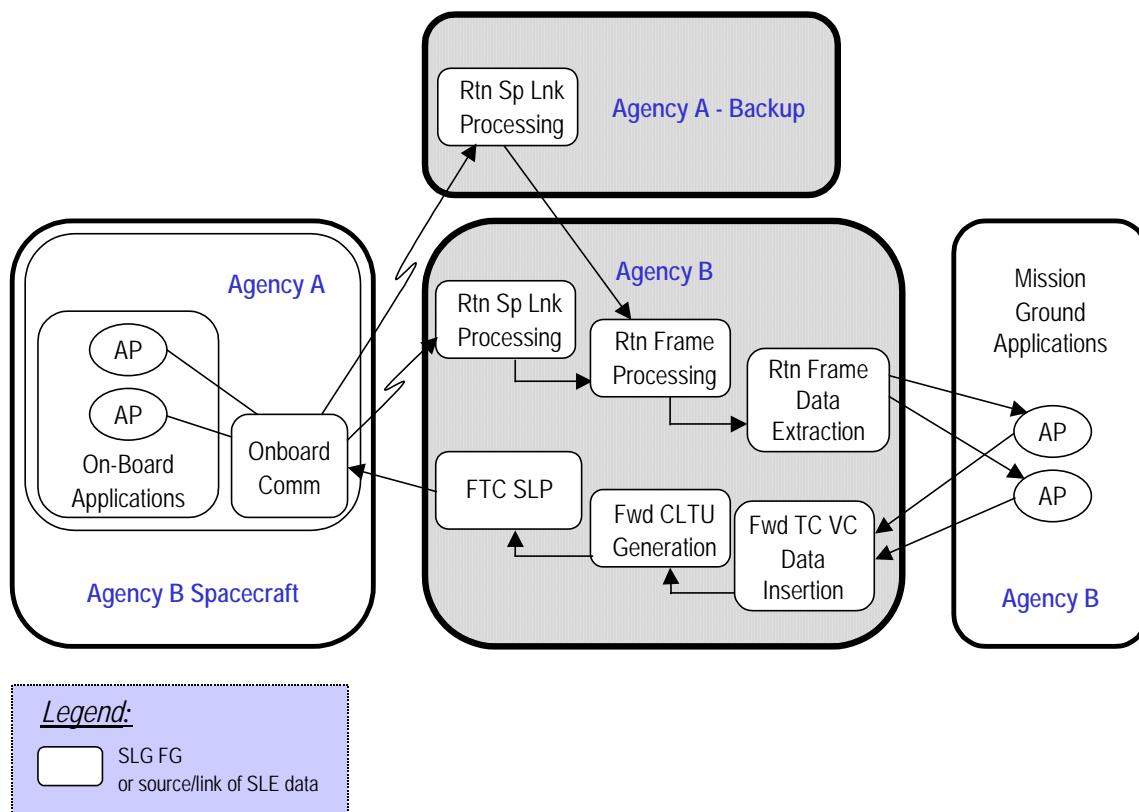 Rtn Sp Lnk
Processing
Agency A - Backup
Agency A
AP
AP
On-Board
Applications
Onboard
Comm
Agency B Spacecraft
Agency B
Rtn Sp Lnk
Processing
Rtn Frame
Processing
Rtn Frame
Data
Extraction
FTC SLP
Fwd CLTU
Generation
Fwd TC VC
Data
Insertion
Mission
Ground
Applications
AP
AP
Agency B
Legend:
SLG FG
or source/link of SLE data